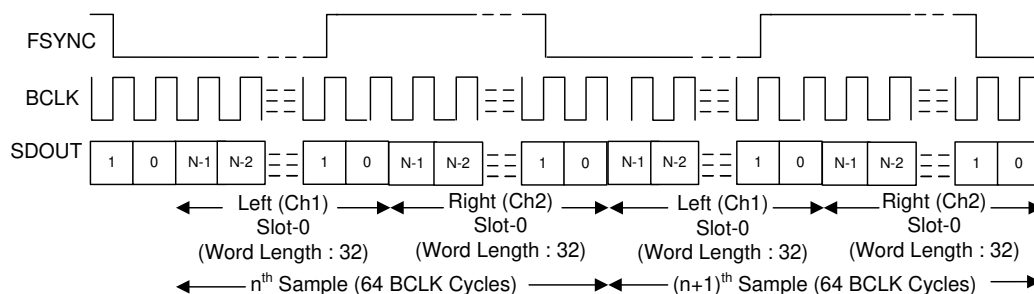 FSYNC
BCLK
SDOUT
1 0 N-1 N-2 1 0 N-1 N-2 1 0 N-1 N-2 1 0 N-1 N-2 1 0
Left (Ch1) Right (Ch2) Left (Ch1) Right (Ch2)
Slot-0 Slot-0 Slot-0 Slot-0
(Word Length : 32) (Word Length : 32) (Word Length : 32) (Word Length : 32)
nth Sample (64 BCLK Cycles) (n+1)th Sample (64 BCLK Cycles)